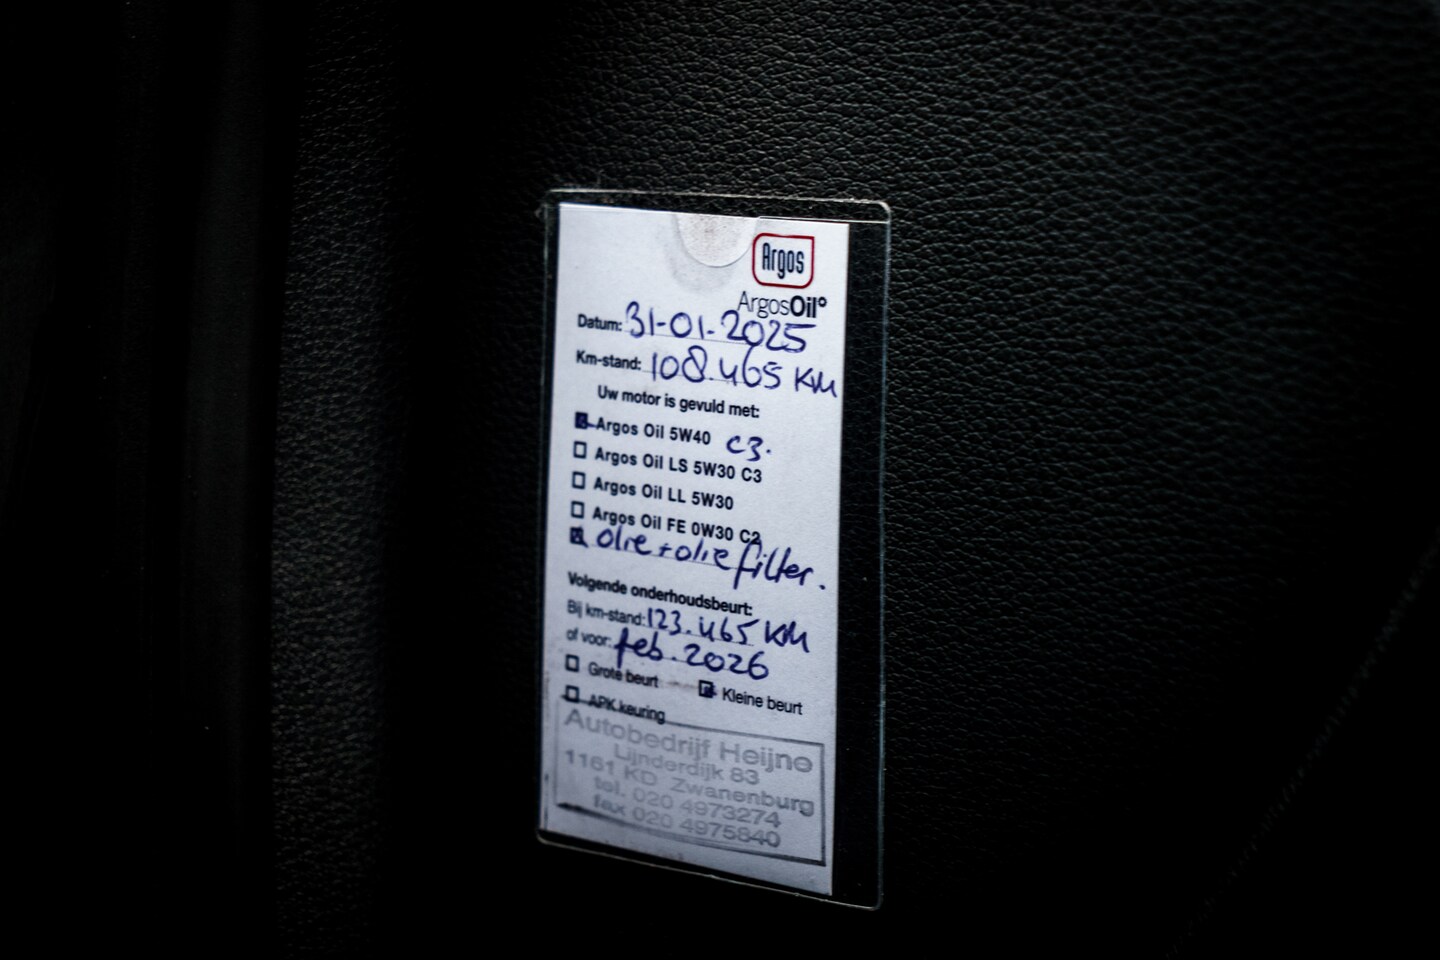 Argos
ArgosOil°
Datum: 31-01-2025
Km-stand: 108.465 KM
Uw motor is gevuld met:
Argos Oil 5W40 C3.
Argos Oil LS 5W30 C3
Argos Oil LL 5W30
Argos Oil FE 0W30 C2
olie + olie filter.
Volgende onderhoudsbeurt:
Bij km-stand: 123.465 KM
of voor: feb. 2026
Grote beurt Kleine beurt
APK keuring
Autobedrijf Heijne
Lijnderdijk 83
1161 KD Zwanenburg
tel. 020 4973274
fax 020 4975840